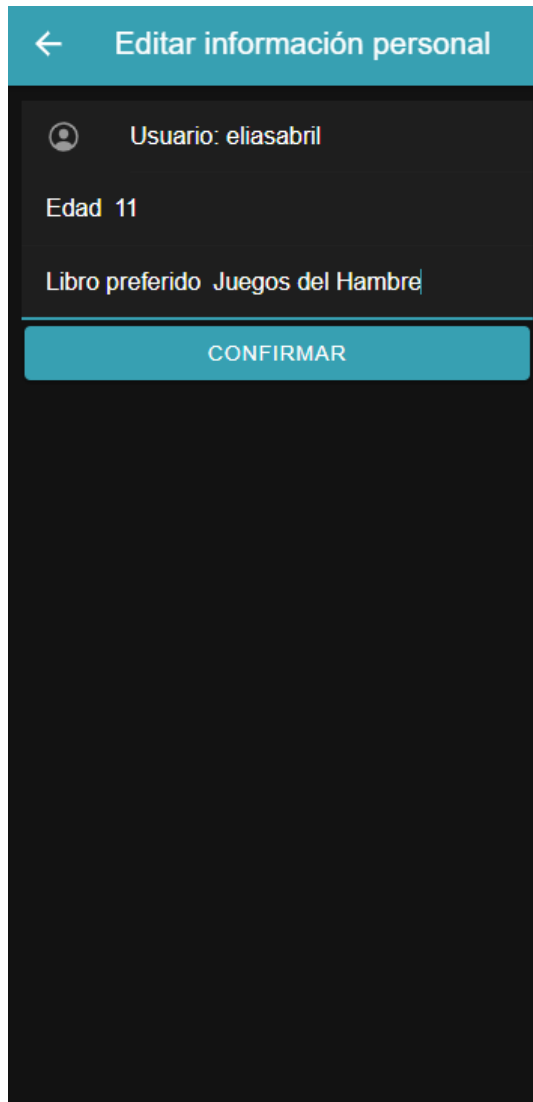 Editar información personal
Usuario: eliasabril
Edad 11
Libro preferido Juegos del Hambre
CONFIRMAR